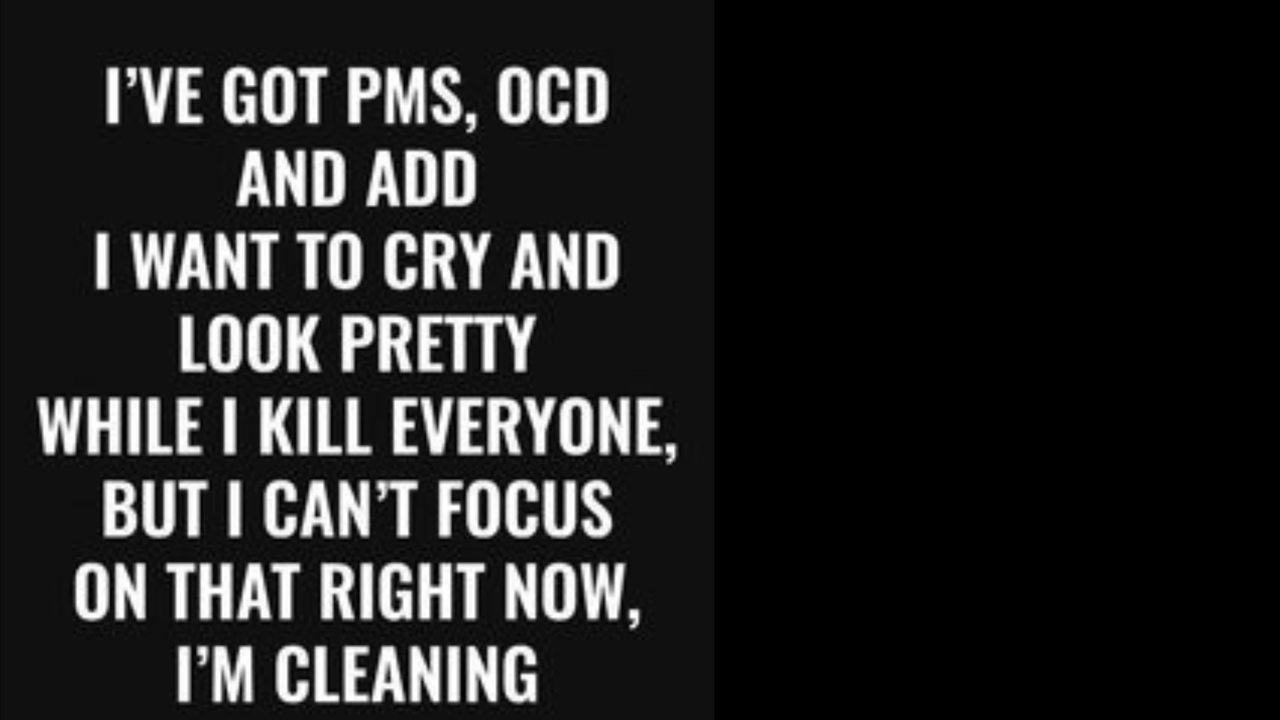 I’VE GOT PMS, OCD
AND ADD
I WANT TO CRY AND
LOOK PRETTY
WHILE I KILL EVERYONE,
BUT I CAN’T FOCUS
ON THAT RIGHT NOW,
I’M CLEANING